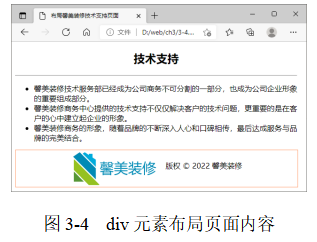 布局馨美装修技术支持页面
文件 D:/web/ch3/3-4....
技术支持
• 馨美装修技术服务部已经成为公司商务不可分割的一部分，也成为公司企业形象
的重要组成部分。
• 馨美装修商务中心提供的技术支持不仅仅解决客户的技术问题，更重要的是在客
户的心中建立起企业的形象。
• 馨美装修商务的形象，随着品牌的不断深入人心和口碑相传，最后达成服务与品
牌的完美结合。
馨美装修 版权 © 2022 馨美装修
图 3-4 div 元素布局页面内容